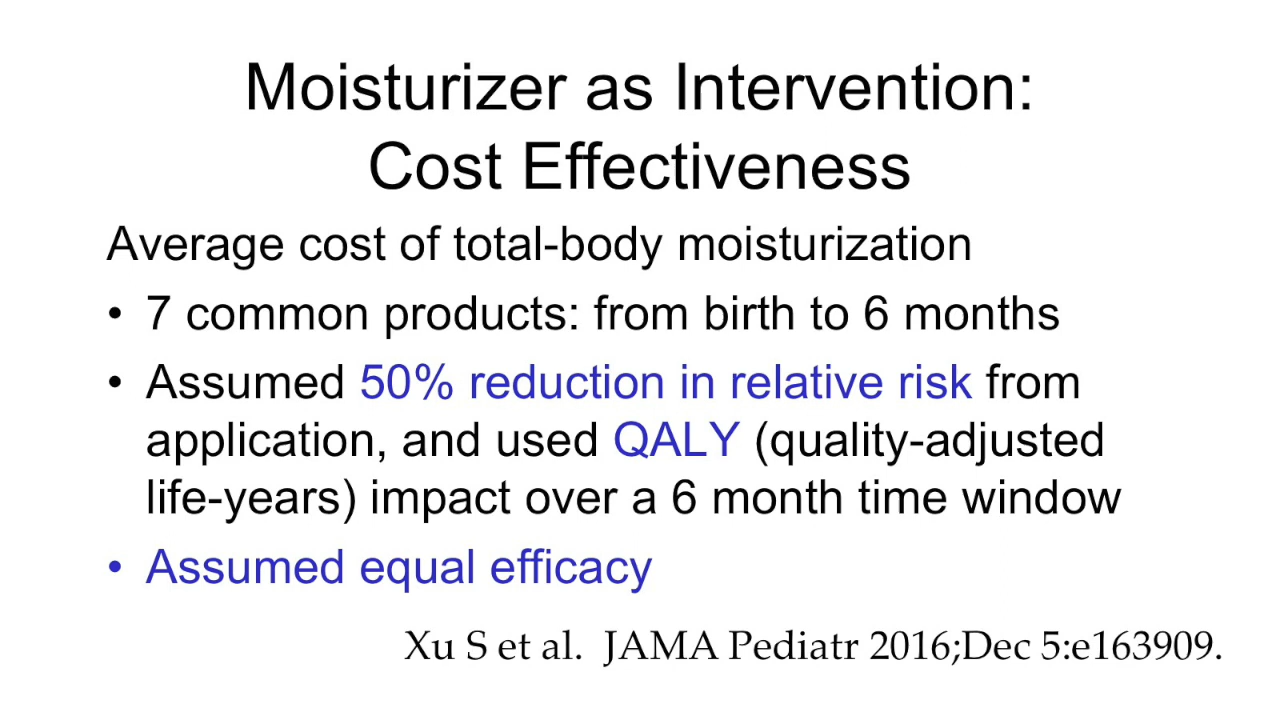 Moisturizer as Intervention:
Cost Effectiveness
Average cost of total-body moisturization
• 7 common products: from birth to 6 months
• Assumed 50% reduction in relative risk from
application, and used QALY (quality-adjusted
life-years) impact over a 6 month time window
• Assumed equal efficacy
Xu S et al.  JAMA Pediatr 2016;Dec 5:e163909.